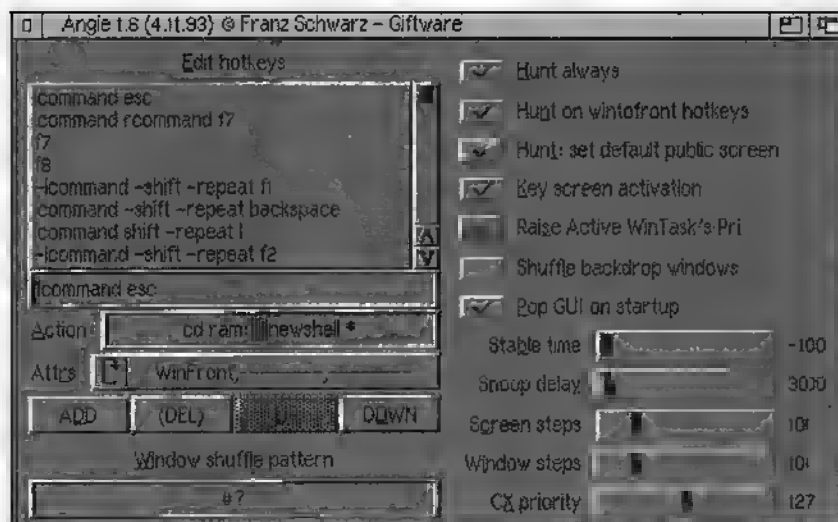 Angie 1.6 (4.11.93) © Franz Schwarz – Giftware
Edit hotkeys
lcommand esc
command rcommand f7
f7
f8
-lcommand -shift -repeat f1
command -shift -repeat backspace
command shift -repeat l
-lcommand -shift -repeat f2
lcommand esc
Action
cd ram: newshell *
Attrs
WinFront,
ADD
(DEL)
DOWN
Window shuffle pattern
#?
Hunt always
Hunt on wintofront hotkeys
Hunt: set default public screen
Key screen activation
Raise Active WinTask's Pri
Shuffle backdrop windows
Pop GUI on startup
Stable time
-100
Snoop delay
3000
Screen steps
Window steps
CX priority
127